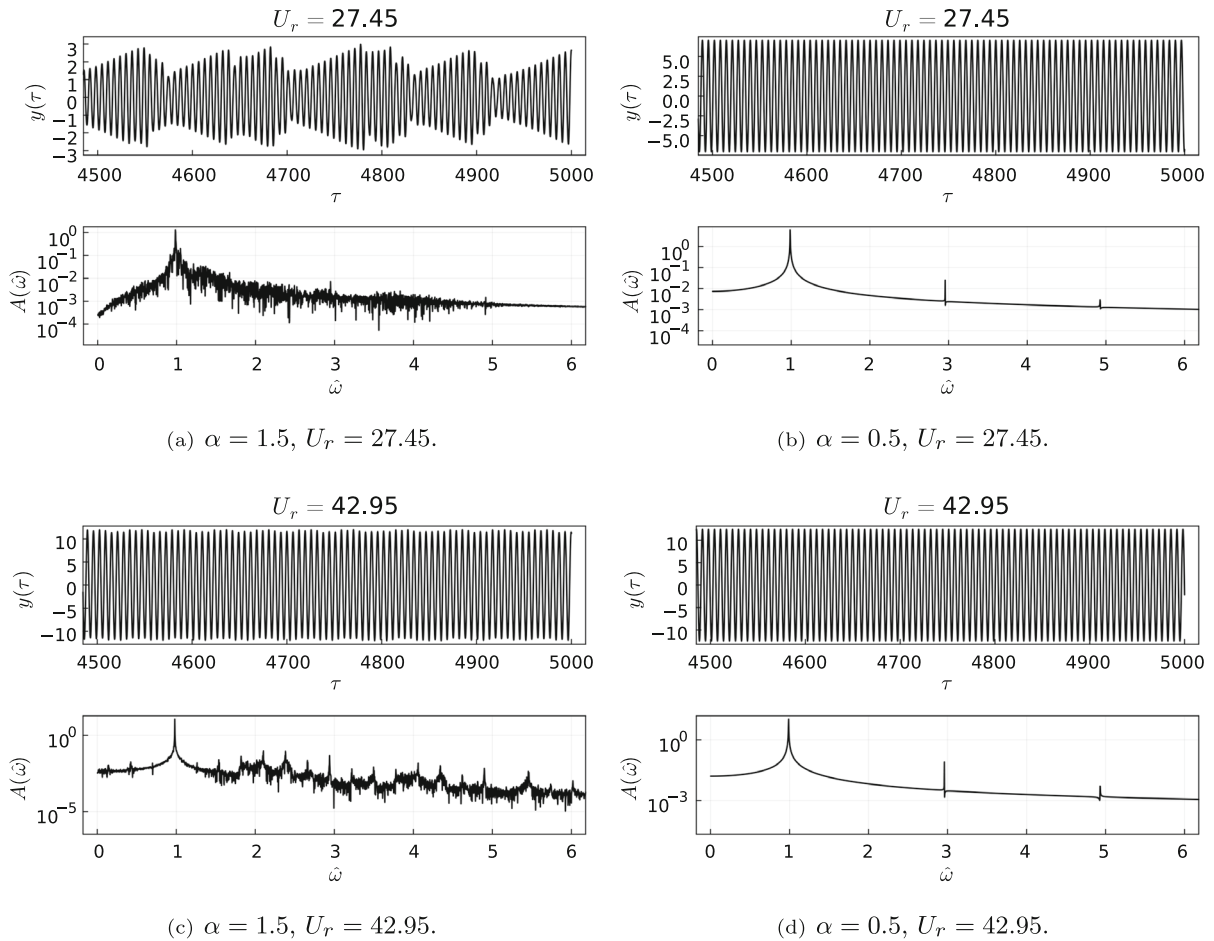 U_r = 27.45
3
2
1
0
−1
−2
−3
y(τ)
4500 4600 4700 4800 4900 5000
τ
10^0
10^−1
10^−2
10^−3
10^−4
A(ω̂)
0 1 2 3 4 5 6
ω̂
(a) α = 1.5, U_r = 27.45.
U_r = 27.45
5.0
2.5
0.0
−2.5
−5.0
y(τ)
4500 4600 4700 4800 4900 5000
τ
10^0
10^−1
10^−2
10^−3
10^−4
A(ω̂)
0 1 2 3 4 5 6
ω̂
(b) α = 0.5, U_r = 27.45.
U_r = 42.95
10
5
0
−5
−10
y(τ)
4500 4600 4700 4800 4900 5000
τ
10^0
10^−5
A(ω̂)
0 1 2 3 4 5 6
ω̂
(c) α = 1.5, U_r = 42.95.
U_r = 42.95
10
5
0
−5
−10
y(τ)
4500 4600 4700 4800 4900 5000
τ
10^0
10^−3
A(ω̂)
0 1 2 3 4 5 6
ω̂
(d) α = 0.5, U_r = 42.95.